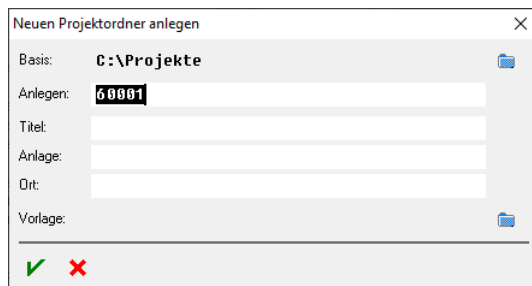 Neuen Projektordner anlegen
Basis: C:\Projekte
Anlegen: 60001
Titel:
Anlage:
Ort:
Vorlage: